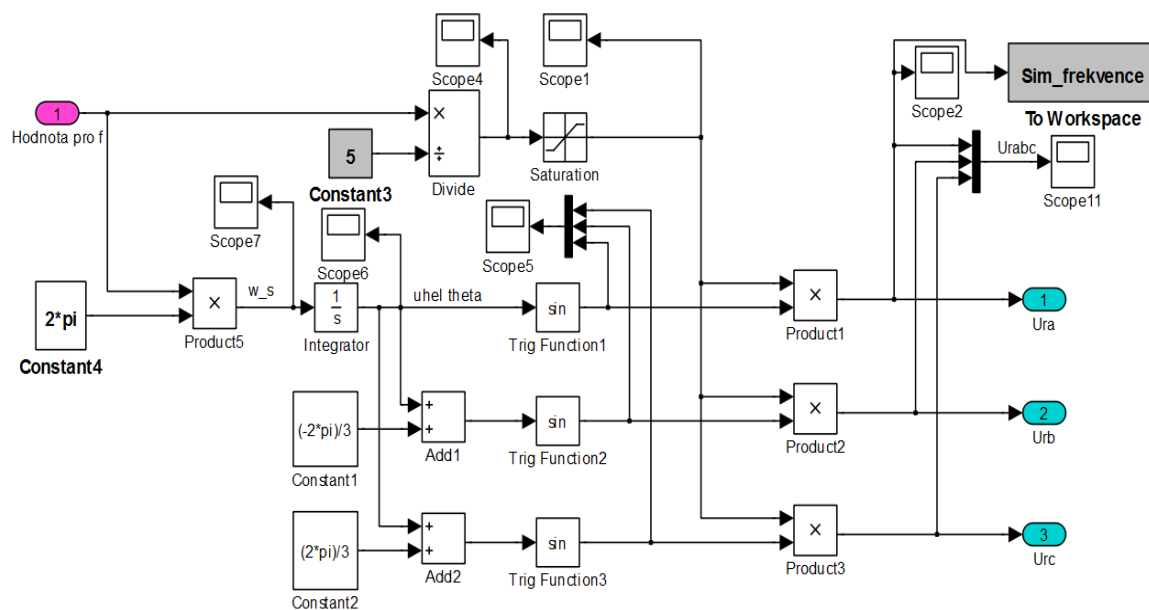 Scope4
Scope1
1
Hodnota pro f
×
÷
Divide
5
Constant3
Saturation
Scope2
Sim_frekvence
To Workspace
Urabc
Scope11
Scope7
Scope6
Scope5
2*pi
Constant4
×
Product5
w_s
1
s
Integrator
uhel theta
sin
Trig Function1
×
Product1
1
Ura
(-2*pi)/3
Constant1
+
+
Add1
sin
Trig Function2
×
Product2
2
Urb
(2*pi)/3
Constant2
+
+
Add2
sin
Trig Function3
×
Product3
3
Urc